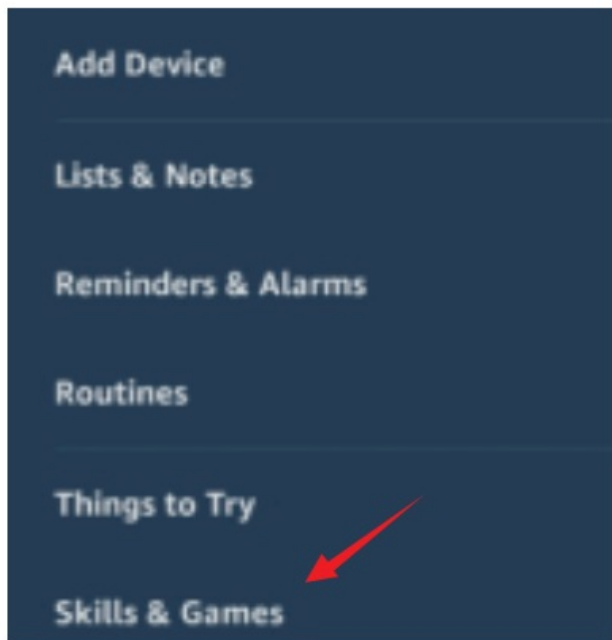 Add Device
Lists & Notes
Reminders & Alarms
Routines
Things to Try
Skills & Games